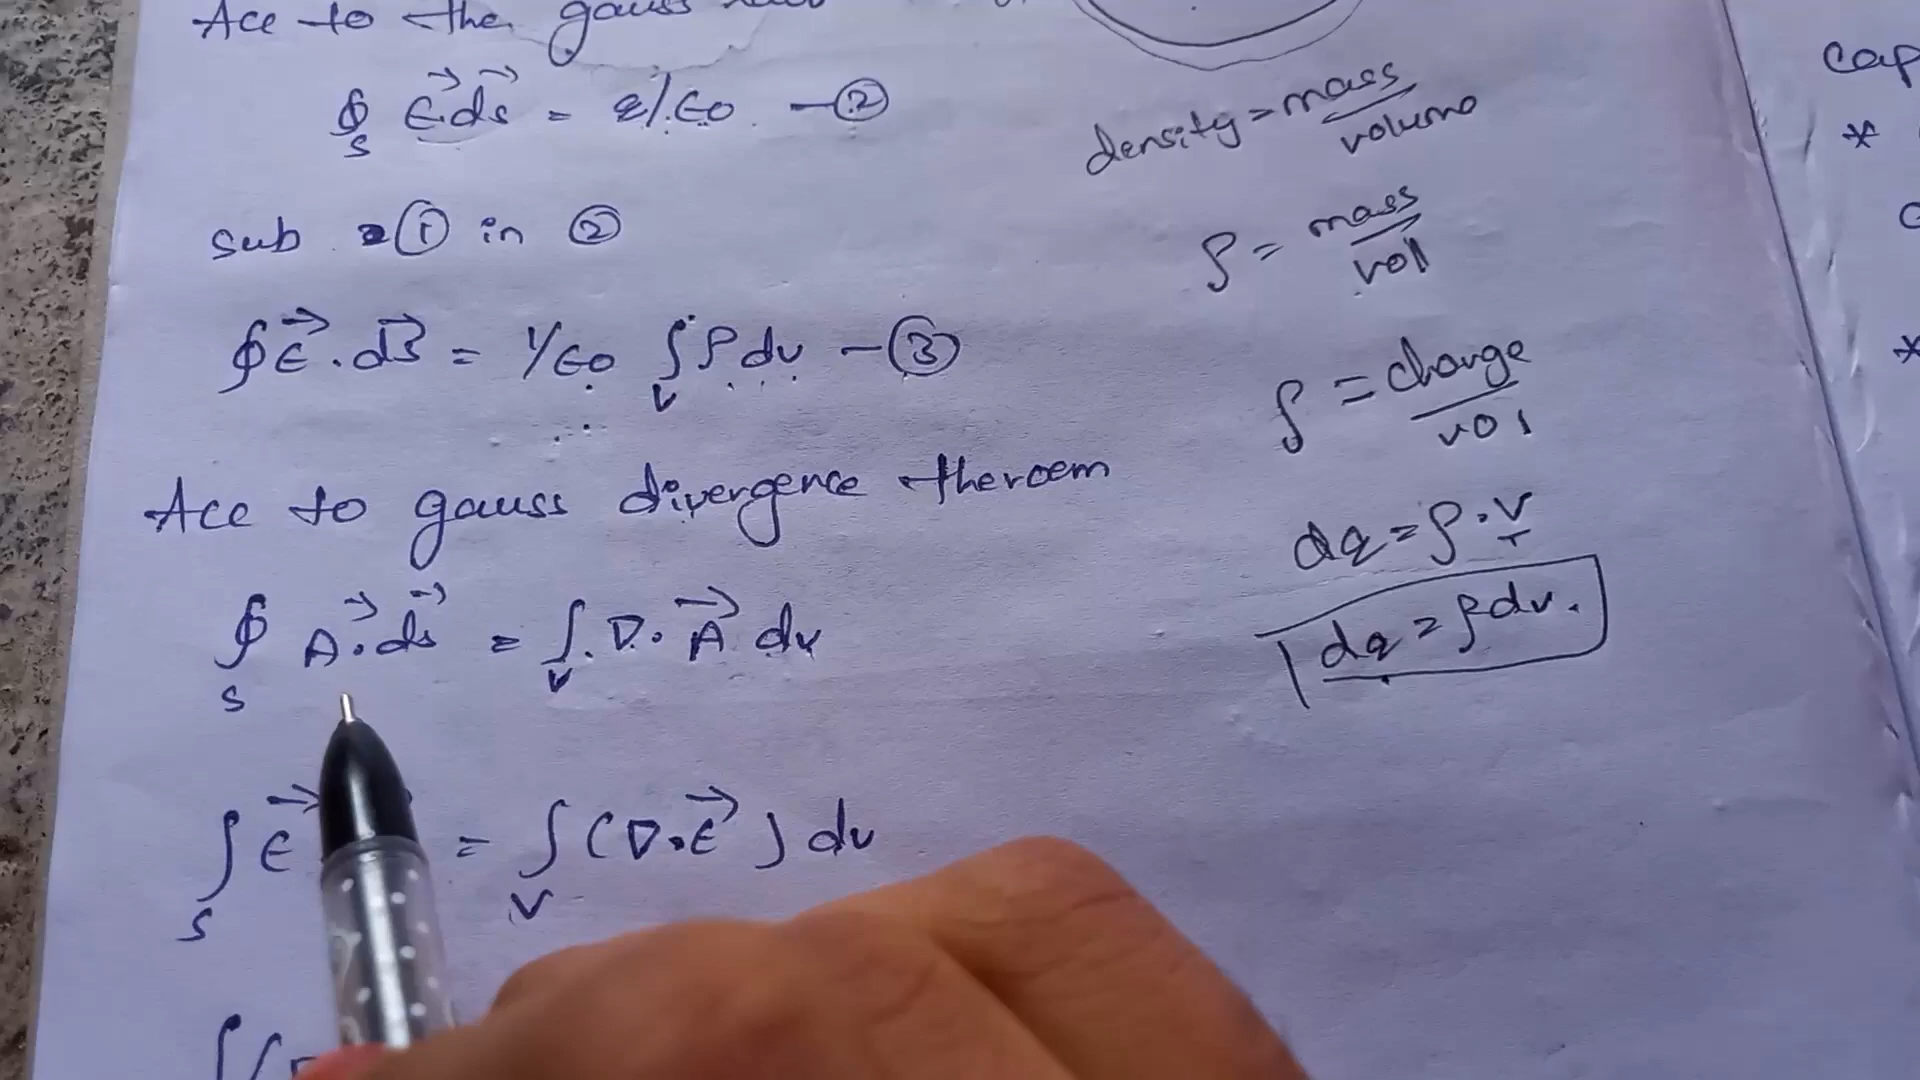 Acc to the gauss
∮ E⃗.ds⃗ = q/ε0 —②
S
sub ① in ②
∮ E⃗.dS⃗ = 1/ε0 ∫ ρ dv —③
V
Acc to gauss divergence theroem
∮ A⃗.ds⃗ = ∫ ∇. A⃗ dv
S V
∫ E⃗ = ∫ (∇.E⃗) dv
S V
density = mass/volume
ρ = mass/vol
ρ = charge/vol
dq = ρ.V
dq = ρdv.
cap
*
*